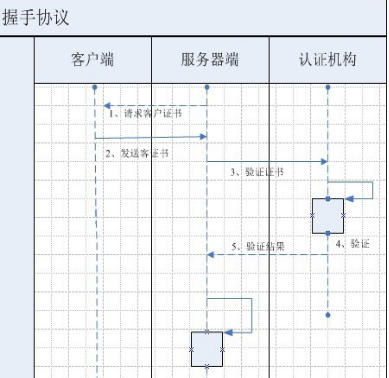 握手协议
客户端 服务器端 认证机构
1、请求客户证书
2、发送客证书
3、验证证书
4、验证
5、验证结果